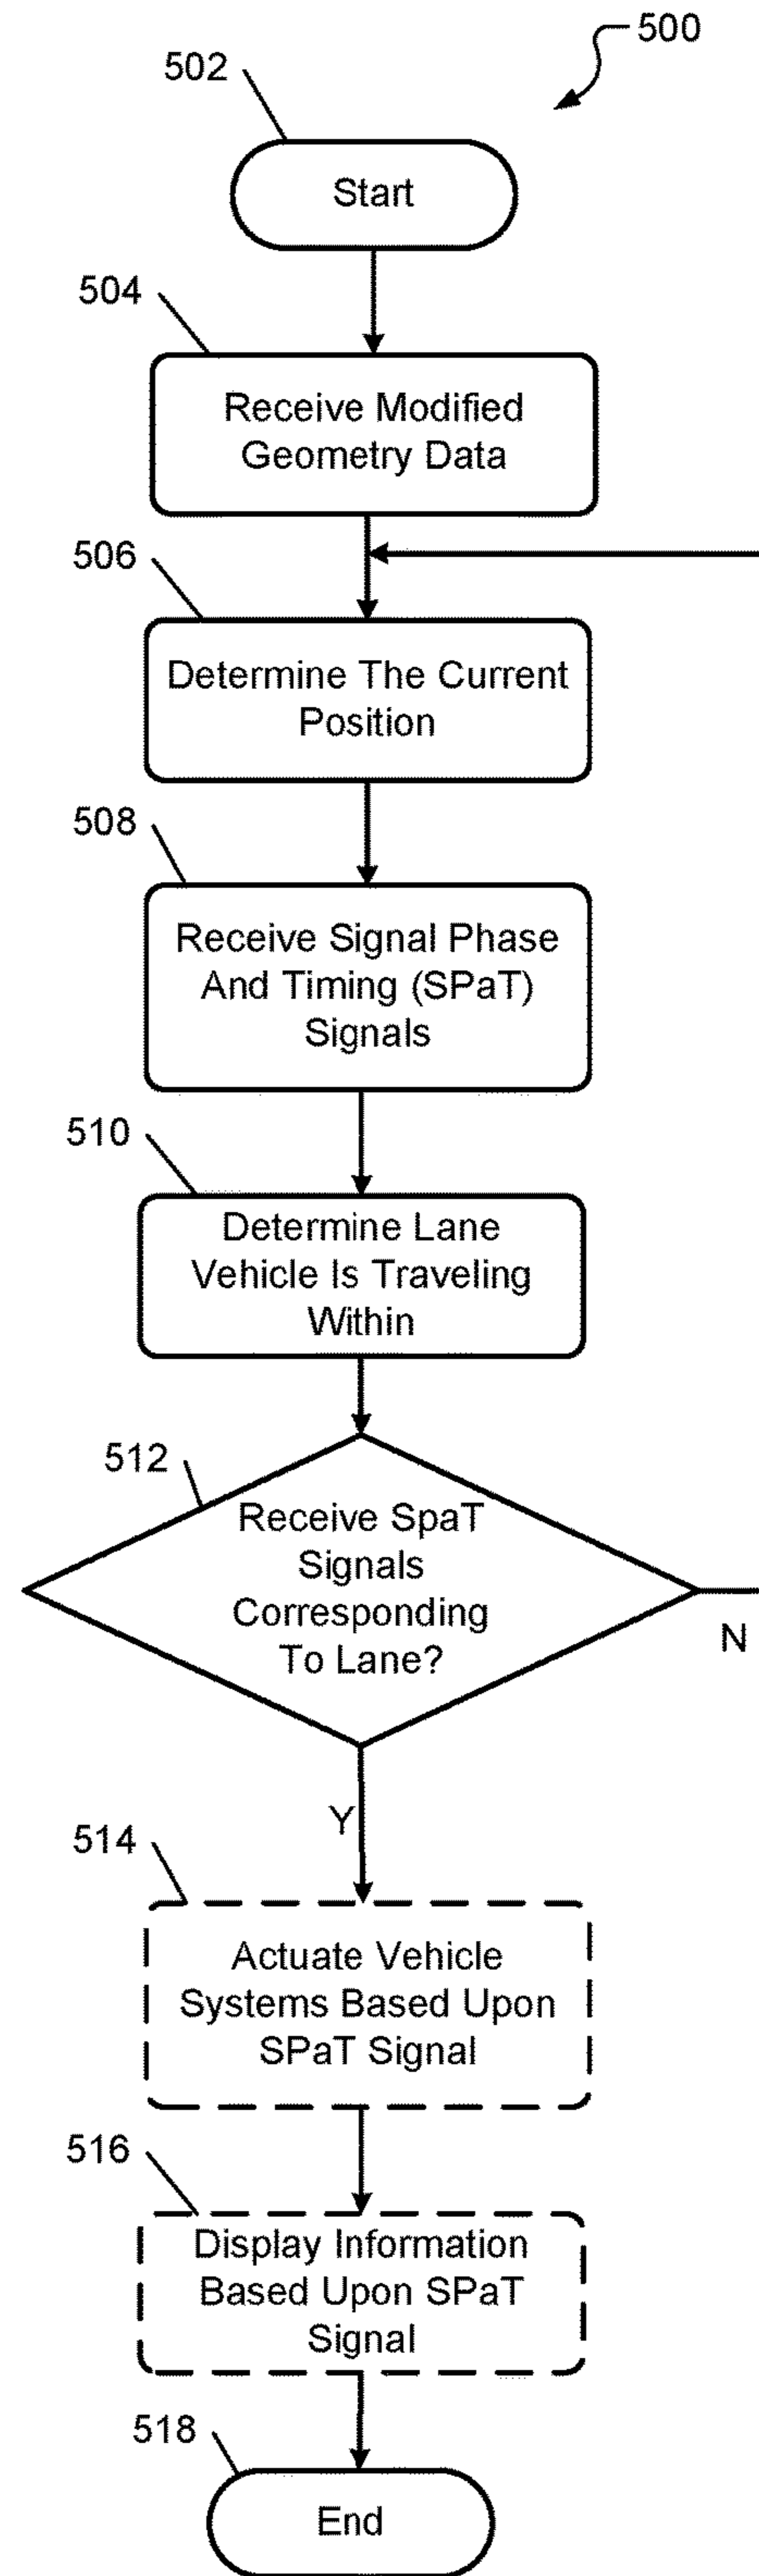 500
502
Start
504
Receive Modified
Geometry Data
506
Determine The Current
Position
508
Receive Signal Phase
And Timing (SPaT)
Signals
510
Determine Lane
Vehicle Is Traveling
Within
512
Receive SpaT
Signals
Corresponding
To Lane?
N
Y
514
Actuate Vehicle
Systems Based Upon
SPaT Signal
516
Display Information
Based Upon SPaT
Signal
518
End